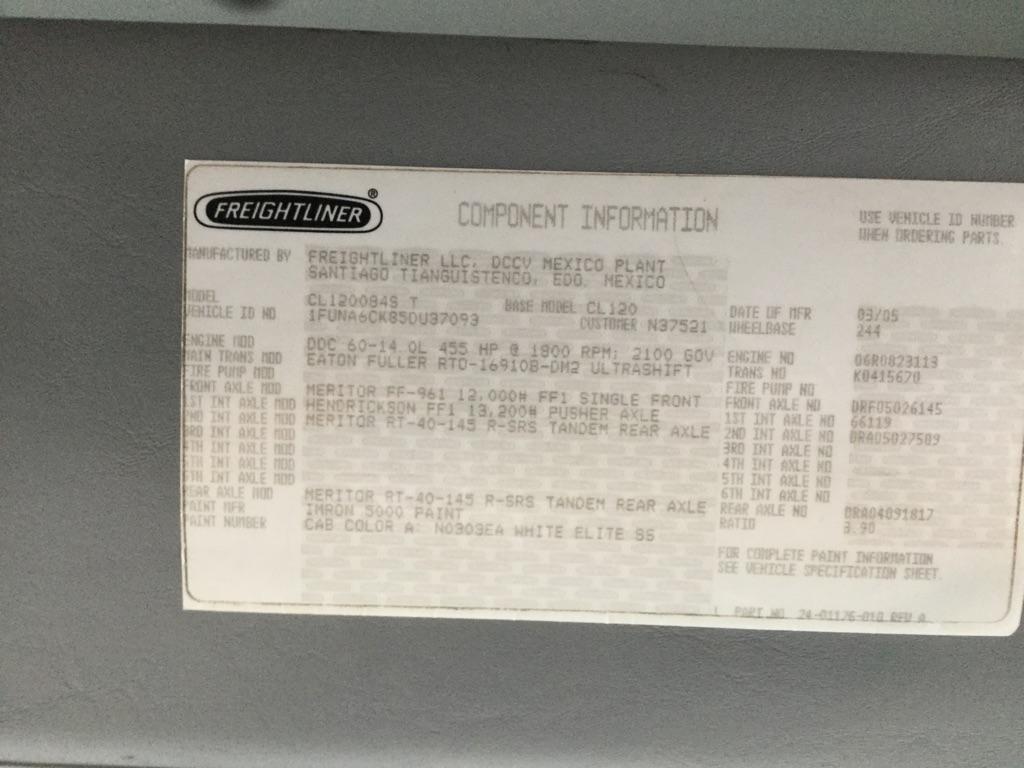 FREIGHTLINER ®
COMPONENT INFORMATION
USE VEHICLE ID NUMBER
WHEN ORDERING PARTS.
MANUFACTURED BY FREIGHTLINER LLC, DCCV MEXICO PLANT
SANTIAGO TIANGUISTENCO, EDO. MEXICO
MODEL CL120084S T BASE MODEL CL120 DATE OF MFR 03/05
VEHICLE ID NO 1FUNA6CK85DU37093 CUSTOMER N37521 WHEELBASE 244
ENGINE MOD DDC 60-14.0L 455 HP @ 1800 RPM; 2100 GOV ENGINE NO 06R0823113
MAIN TRANS MOD EATON FULLER RTO-16910B-DM2 ULTRASHIFT TRANS NO K0415670
FIRE PUMP MOD FIRE PUMP NO
FRONT AXLE MOD MERITOR FF-961 12,000# FF1 SINGLE FRONT FRONT AXLE NO DRF05026145
1ST INT AXLE MOD HENDRICKSON FF1 13,200# PUSHER AXLE 1ST INT AXLE NO 66119
2ND INT AXLE MOD MERITOR RT-40-145 R-SRS TANDEM REAR AXLE 2ND INT AXLE NO DRA05027509
3RD INT AXLE MOD 3RD INT AXLE NO
4TH INT AXLE MOD 4TH INT AXLE NO
5TH INT AXLE MOD 5TH INT AXLE NO
6TH INT AXLE MOD 6TH INT AXLE NO
REAR AXLE MOD MERITOR RT-40-145 R-SRS TANDEM REAR AXLE REAR AXLE NO DRA04091817
PAINT MFR IMRON 5000 PAINT RATIO 3.90
PAINT NUMBER CAB COLOR A: N0303EA WHITE ELITE SS
FOR COMPLETE PAINT INFORMATION
SEE VEHICLE SPECIFICATION SHEET.
PART NO. 24-01176-010 REV A